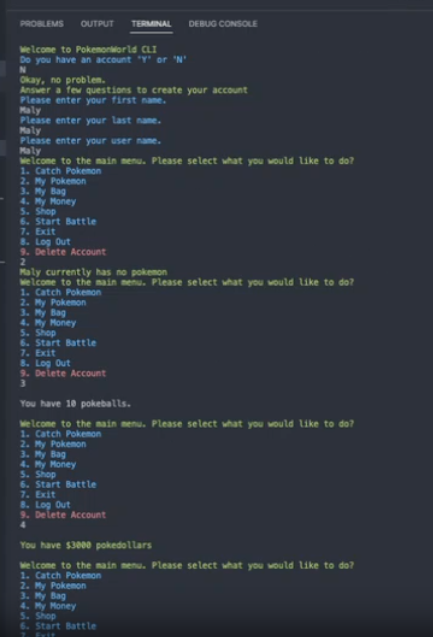 PROBLEMS OUTPUT TERMINAL DEBUG CONSOLE
Welcome to PokemonWorld CLI
Do you have an account 'Y' or 'N'
N
Okay, no problem.
Answer a few questions to create your account
Please enter your first name.
Maly
Please enter your last name.
Maly
Please enter your user name.
Maly
Welcome to the main menu. Please select what you would like to do?
1. Catch Pokemon
2. My Pokemon
3. My Bag
4. My Money
5. Shop
6. Start Battle
7. Exit
8. Log Out
9. Delete Account
2
Maly currently has no pokemon
Welcome to the main menu. Please select what you would like to do?
1. Catch Pokemon
2. My Pokemon
3. My Bag
4. My Money
5. Shop
6. Start Battle
7. Exit
8. Log Out
9. Delete Account
3
You have 10 pokeballs.
Welcome to the main menu. Please select what you would like to do?
1. Catch Pokemon
2. My Pokemon
3. My Bag
4. My Money
5. Shop
6. Start Battle
7. Exit
8. Log Out
9. Delete Account
4
You have $3000 pokedollars
Welcome to the main menu. Please select what you would like to do?
1. Catch Pokemon
2. My Pokemon
3. My Bag
4. My Money
5. Shop
6. Start Battle
7. Exit